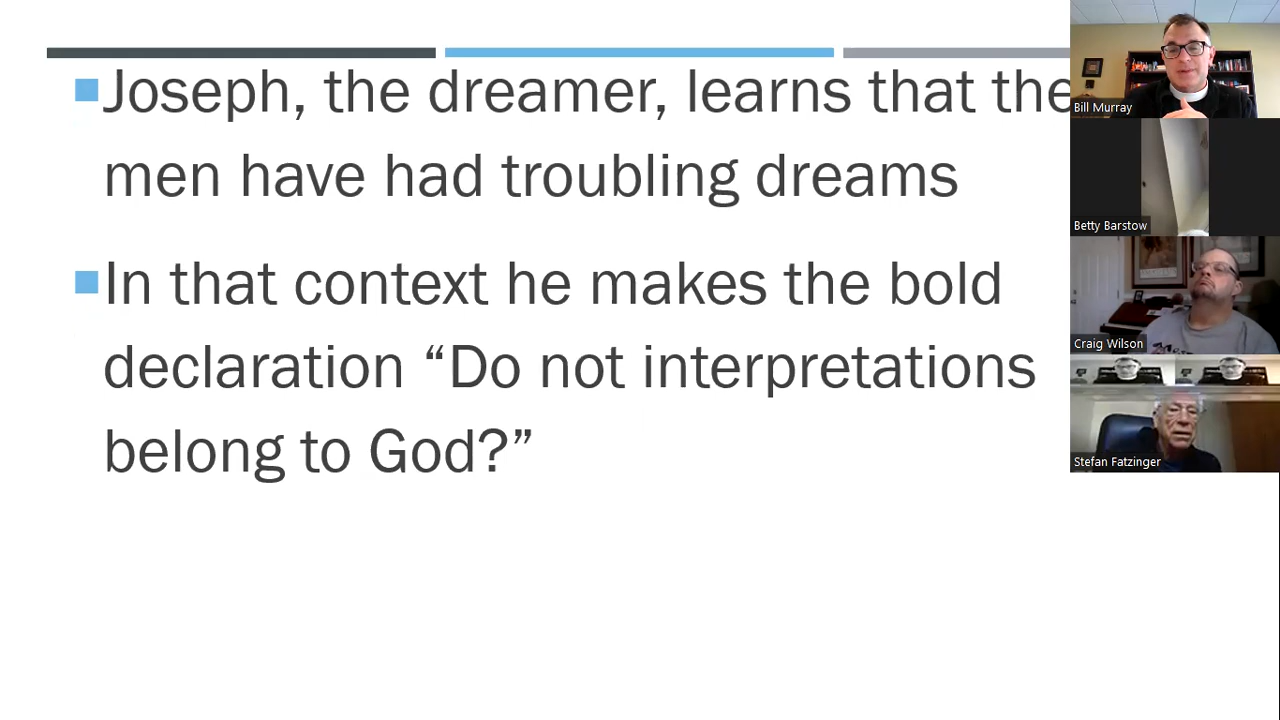 Joseph, the dreamer, learns that the
men have had troubling dreams
In that context he makes the bold
declaration “Do not interpretations
belong to God?”
Bill Murray
Betty Barstow
Craig Wilson
Stefan Fatzinger